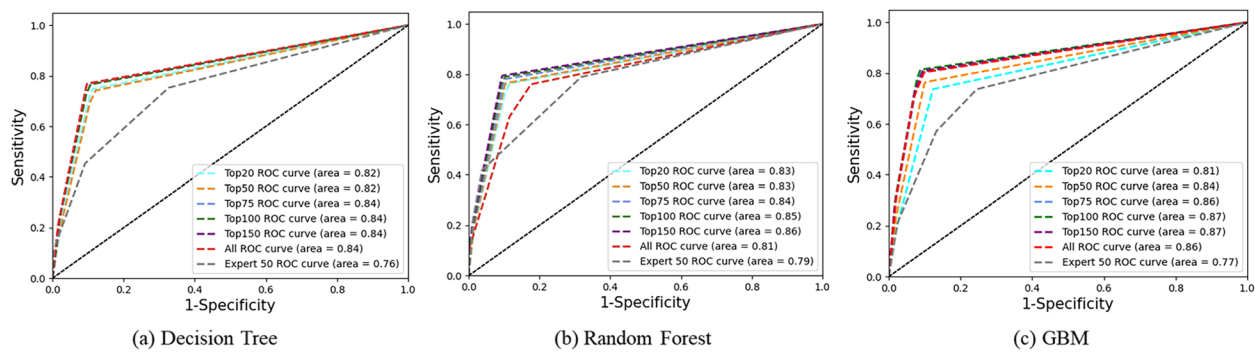 Sensitivity
1.0
0.8
0.6
0.4
0.2
0.0
Top20 ROC curve (area = 0.82)
Top50 ROC curve (area = 0.82)
Top75 ROC curve (area = 0.84)
Top100 ROC curve (area = 0.84)
Top150 ROC curve (area = 0.84)
All ROC curve (area = 0.84)
Expert 50 ROC curve (area = 0.76)
0.0 0.2 0.4 0.6 0.8 1.0
1-Specificity
(a) Decision Tree
Sensitivity
1.0
0.8
0.6
0.4
0.2
0.0
Top20 ROC curve (area = 0.83)
Top50 ROC curve (area = 0.83)
Top75 ROC curve (area = 0.84)
Top100 ROC curve (area = 0.85)
Top150 ROC curve (area = 0.86)
All ROC curve (area = 0.81)
Expert 50 ROC curve (area = 0.79)
0.0 0.2 0.4 0.6 0.8 1.0
1-Specificity
(b) Random Forest
Sensitivity
1.0
0.8
0.6
0.4
0.2
0.0
Top20 ROC curve (area = 0.81)
Top50 ROC curve (area = 0.84)
Top75 ROC curve (area = 0.86)
Top100 ROC curve (area = 0.87)
Top150 ROC curve (area = 0.87)
All ROC curve (area = 0.86)
Expert 50 ROC curve (area = 0.77)
0.0 0.2 0.4 0.6 0.8 1.0
1-Specificity
(c) GBM